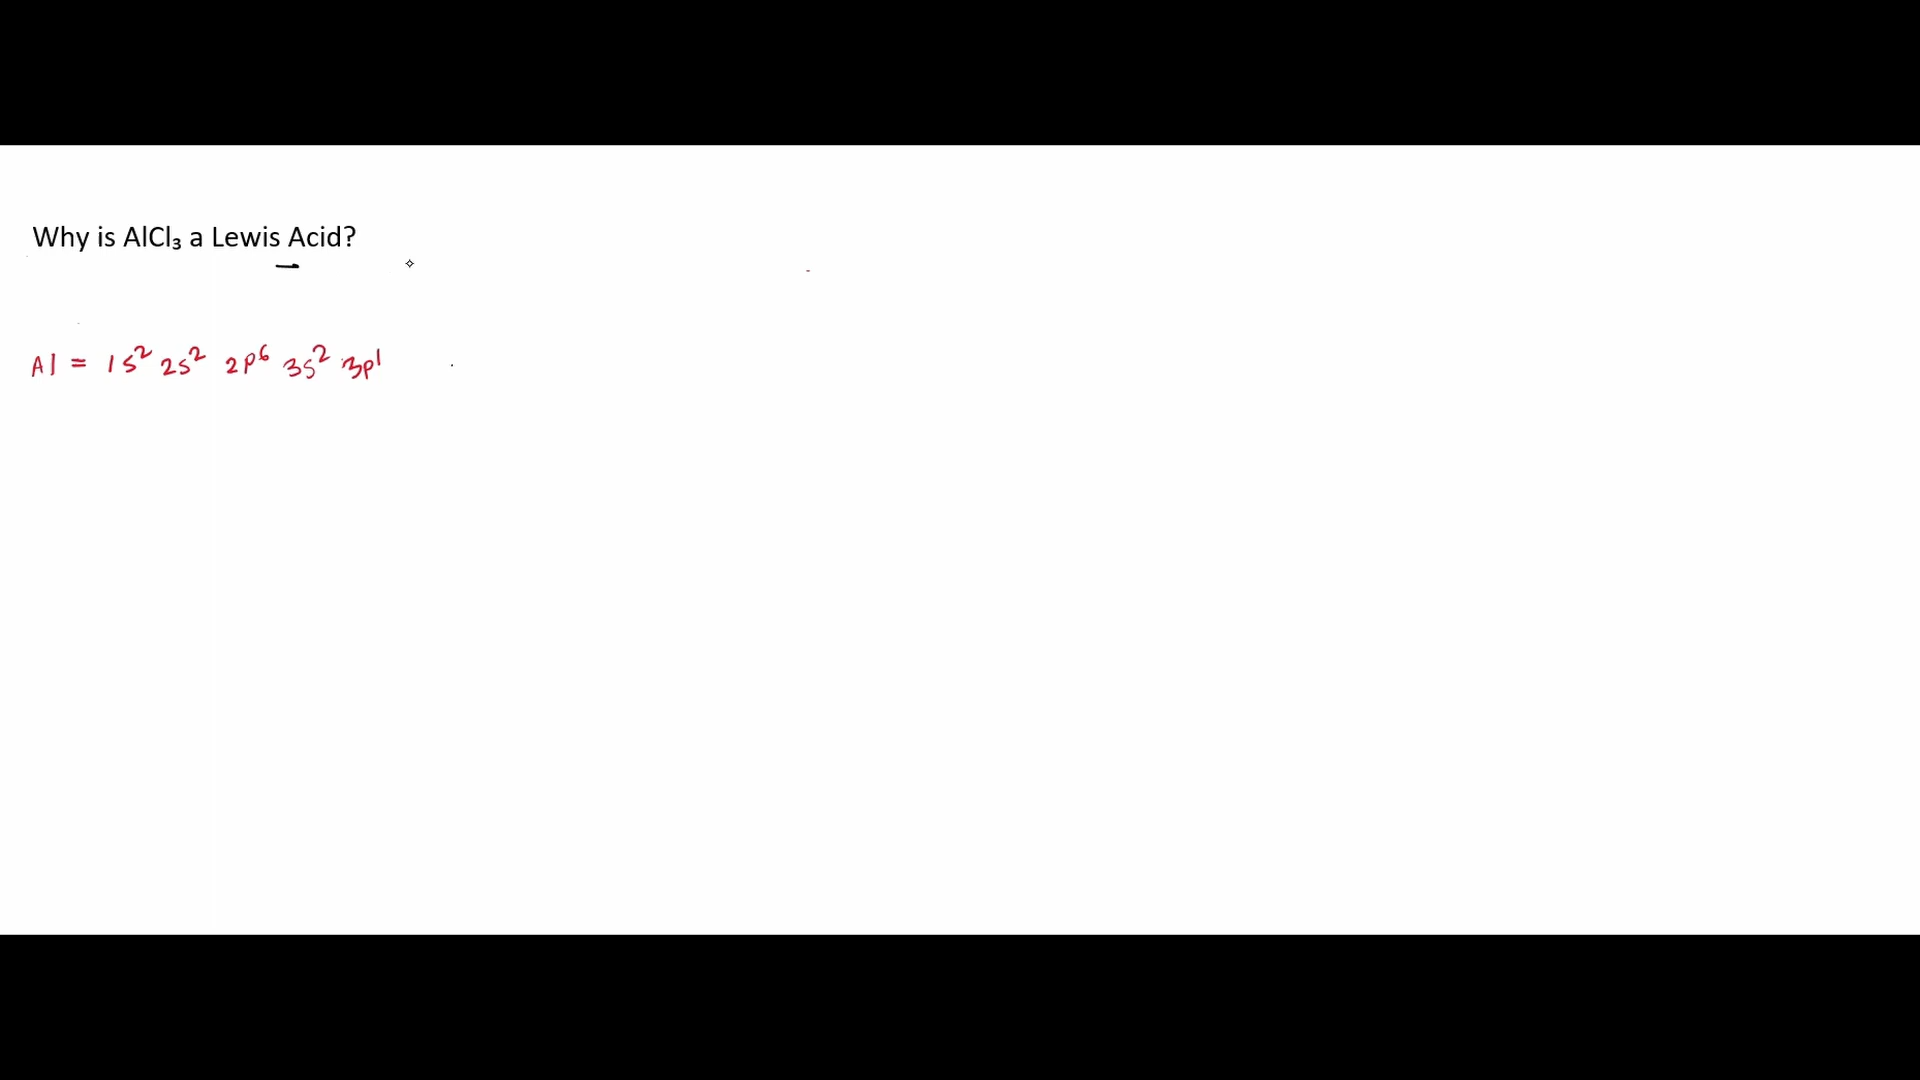 Why is AlCl₃ a Lewis Acid?
Al = 1s² 2s² 2p⁶ 3s² 3p¹